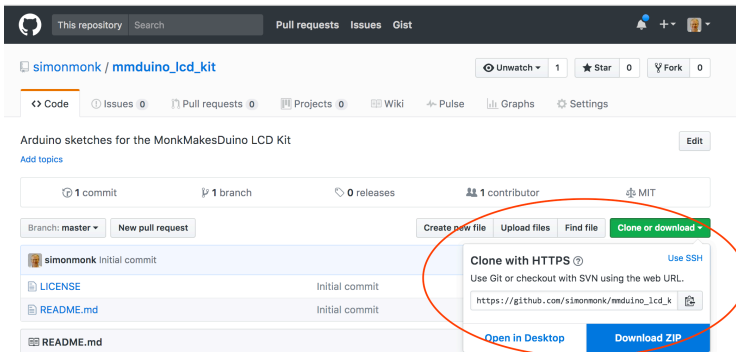 This repository Search Pull requests Issues Gist
simonmonk / mmduino_lcd_kit Unwatch 1 Star 0 Fork 0
Code Issues 0 Pull requests 0 Projects 0 Wiki Pulse Graphs Settings
Arduino sketches for the MonkMakesDuino LCD Kit Edit
Add topics
1 commit 1 branch 0 releases 1 contributor MIT
Branch: master New pull request Create new file Upload files Find file Clone or download
simonmonk Initial commit
Clone with HTTPS Use SSH
Use Git or checkout with SVN using the web URL.
LICENSE Initial commit
https://github.com/simonmonk/mmduino_lcd_k
README.md Initial commit
Open in Desktop Download ZIP
README.md